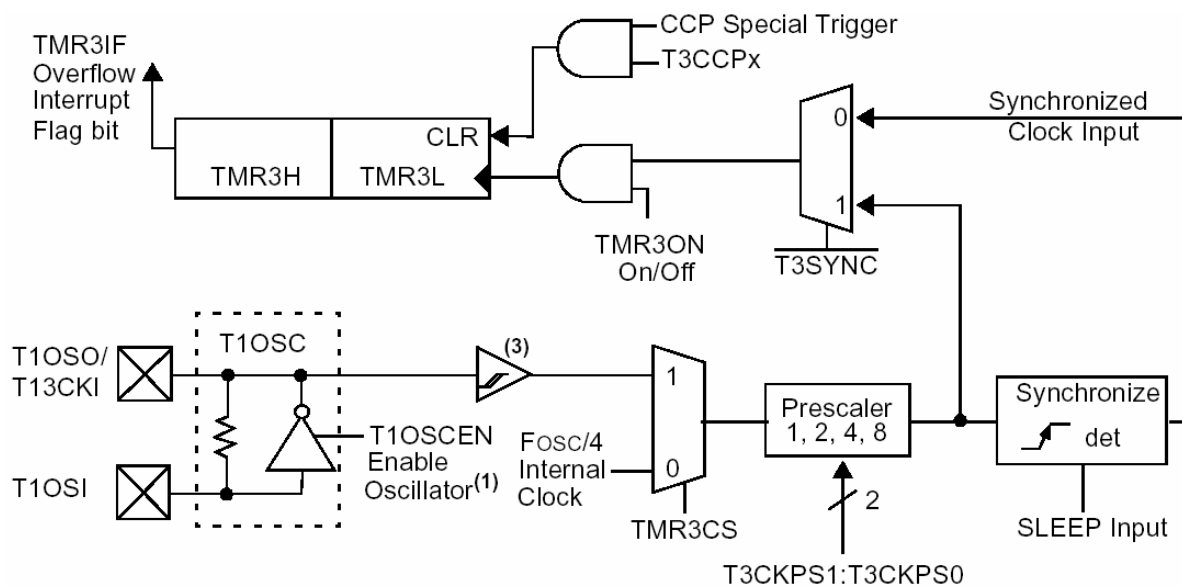 TMR3IF
Overflow
Interrupt
Flag bit
CCP Special Trigger
T3CCPx
CLR
TMR3H
TMR3L
0
1
Synchronized
Clock Input
TMR3ON
On/Off
T3SYNC
T1OSO/
T13CKI
T1OSC
(3)
1
0
Prescaler
1, 2, 4, 8
Synchronize
det
T1OSCEN
Enable
Oscillator(1)
FOSC/4
Internal
Clock
T1OSI
TMR3CS
2
SLEEP Input
T3CKPS1:T3CKPS0